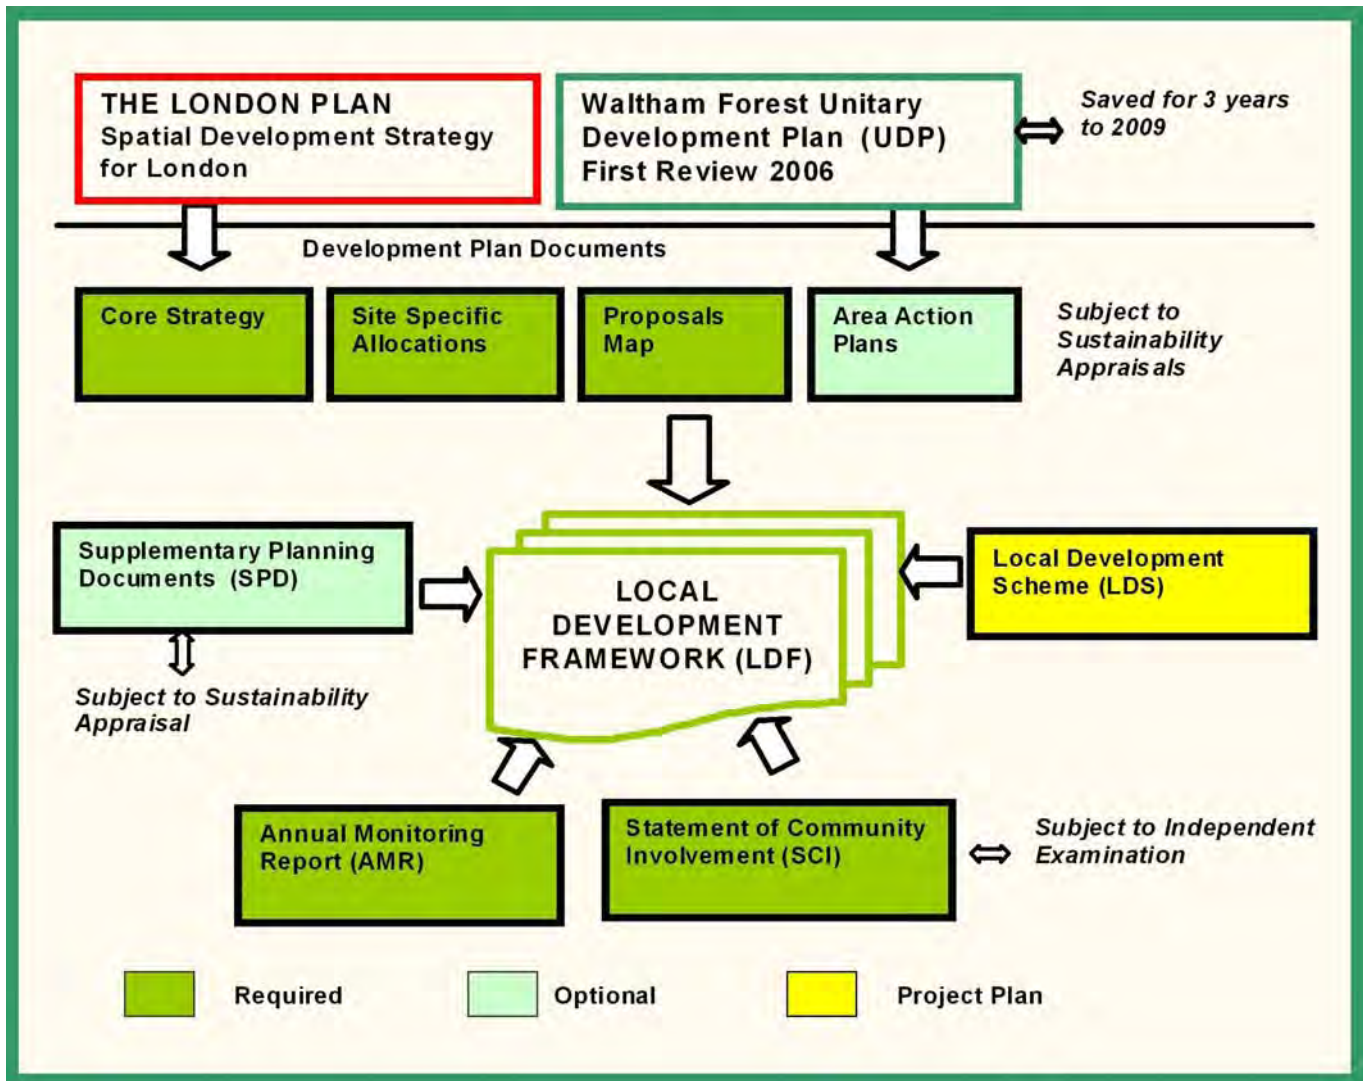 THE LONDON PLAN
Spatial Development Strategy
for London
Waltham Forest Unitary
Development Plan (UDP)
First Review 2006
Saved for 3 years
to 2009
Development Plan Documents
Core Strategy
Site Specific
Allocations
Proposals
Map
Area Action
Plans
Subject to
Sustainability
Appraisals
Supplementary Planning
Documents (SPD)
LOCAL
DEVELOPMENT
FRAMEWORK (LDF)
Local Development
Scheme (LDS)
Subject to Sustainability
Appraisal
Annual Monitoring
Report (AMR)
Statement of Community
Involvement (SCI)
Subject to Independent
Examination
Required
Optional
Project Plan